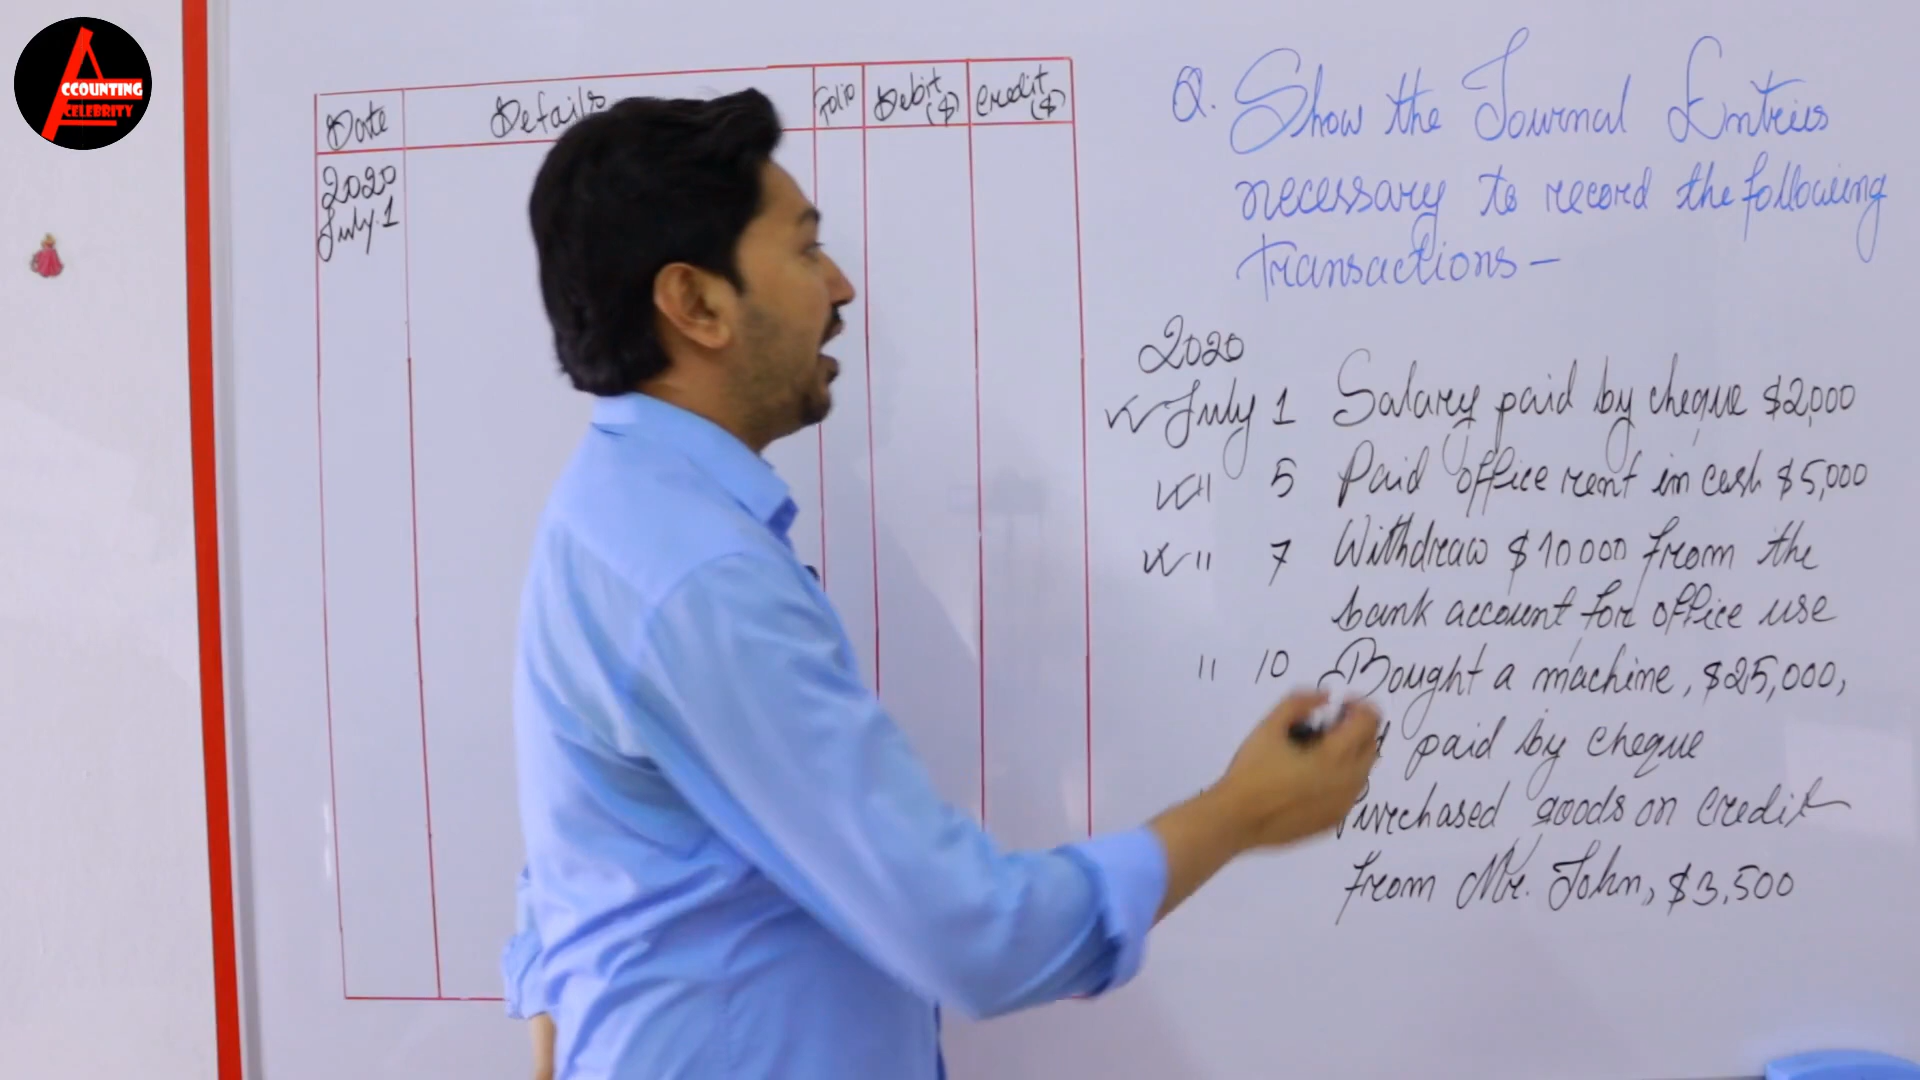 ACCOUNTING
CELEBRITY
Date Details Folio Debit ($) Credit ($)
2020
July.1
Q. Show the Journal Entries
necessary to record the following
transactions –
2020
July 1 Salary paid by cheque $2,000
" 5 Paid office rent in cash $5,000
" 7 Withdraw $10000 from the
bank account for office use
" 10 Bought a machine, $25,000,
paid by cheque
Purchased goods on credit
from Mr. John, $3,500